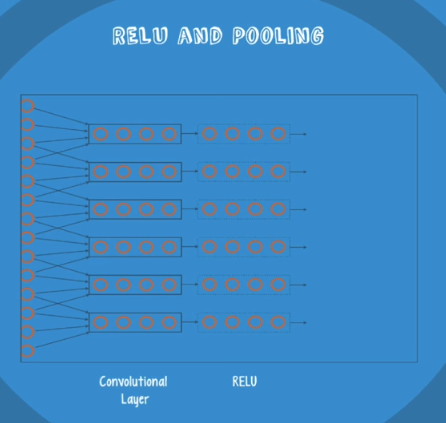 RELU AND POOLING
Convolutional
Layer
RELU